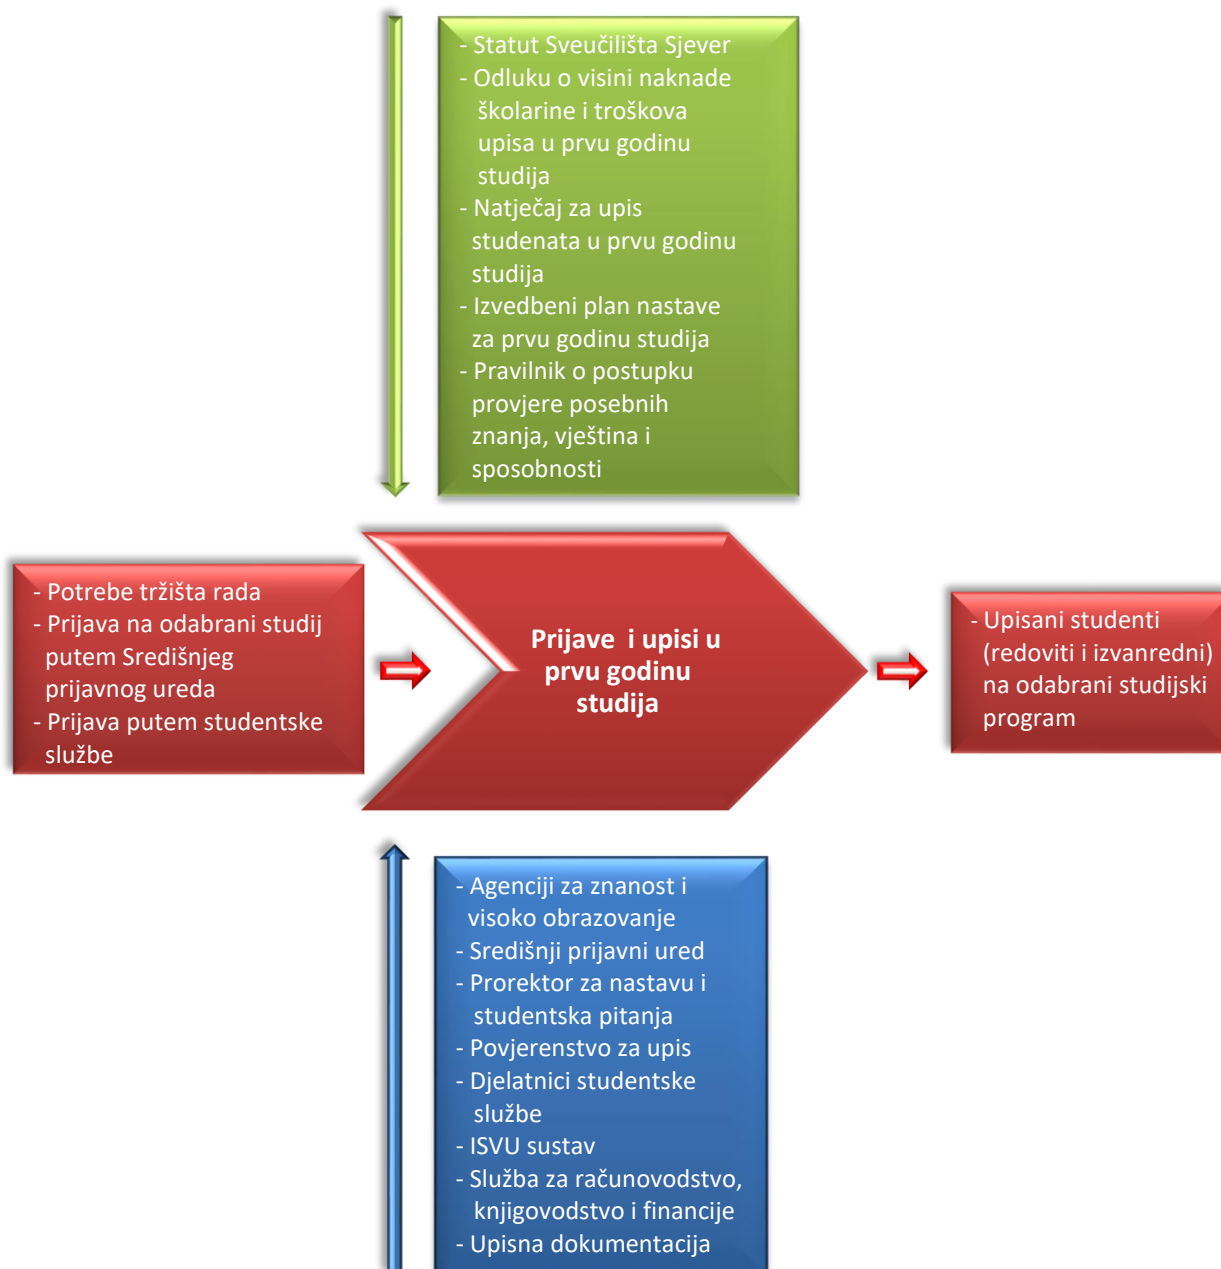 - Statut Sveučilišta Sjever
- Odluku o visini naknade
školarine i troškova
upisa u prvu godinu
studija
- Natječaj za upis
studenata u prvu godinu
studija
- Izvedbeni plan nastave
za prvu godinu studija
- Pravilnik o postupku
provjere posebnih
znanja, vještina i
sposobnosti
- Potrebe tržišta rada
- Prijava na odabrani studij
putem Središnjeg
prijavnog ureda
- Prijava putem studentske
službe
Prijave i upisi u
prvu godinu
studija
- Upisani studenti
(redoviti i izvanredni)
na odabrani studijski
program
- Agenciji za znanost i
visoko obrazovanje
- Središnji prijavni ured
- Prorektor za nastavu i
studentska pitanja
- Povjerenstvo za upis
- Djelatnici studentske
službe
- ISVU sustav
- Služba za računovodstvo,
knjigovodstvo i financije
- Upisna dokumentacija